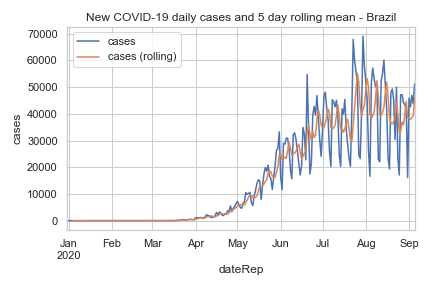 New COVID-19 daily cases and 5 day rolling mean - Brazil
cases
cases (rolling)
70000
60000
50000
40000
30000
20000
10000
0
cases
Jan Feb Mar Apr May Jun Jul Aug Sep
2020
dateRep